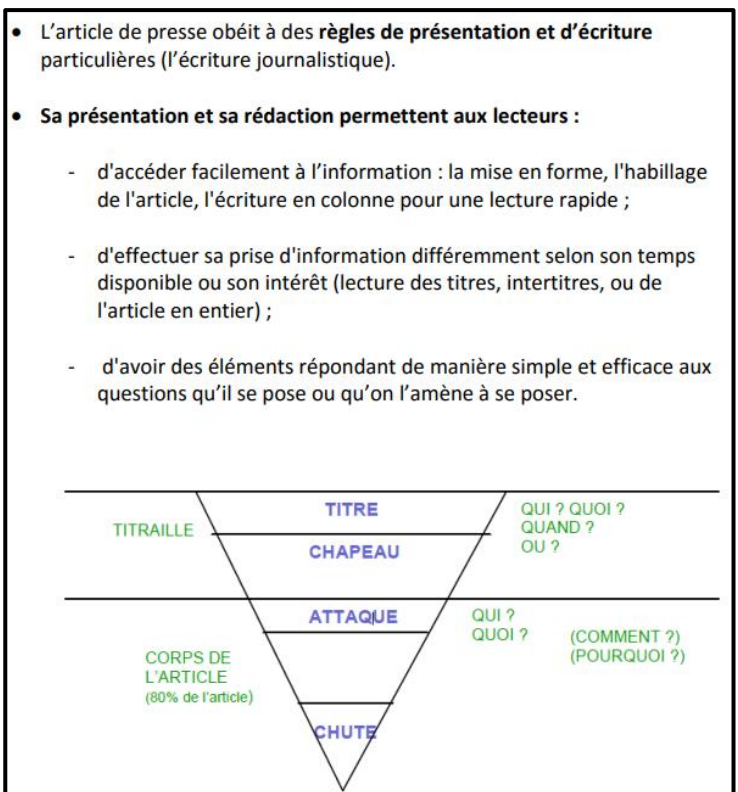 • L'article de presse obéit à des règles de présentation et d'écriture
particulières (l'écriture journalistique).
• Sa présentation et sa rédaction permettent aux lecteurs :
- d'accéder facilement à l'information : la mise en forme, l'habillage
de l'article, l'écriture en colonne pour une lecture rapide ;
- d'effectuer sa prise d'information différemment selon son temps
disponible ou son intérêt (lecture des titres, intertitres, ou de
l'article en entier) ;
- d'avoir des éléments répondant de manière simple et efficace aux
questions qu'il se pose ou qu'on l'amène à se poser.
TITRAILLE
TITRE
CHAPEAU
QUI ? QUOI ?
QUAND ?
OU ?
CORPS DE
L'ARTICLE
(80% de l'article)
ATTAQUE
CHUTE
QUI ?
QUOI ?
(COMMENT ?)
(POURQUOI ?)